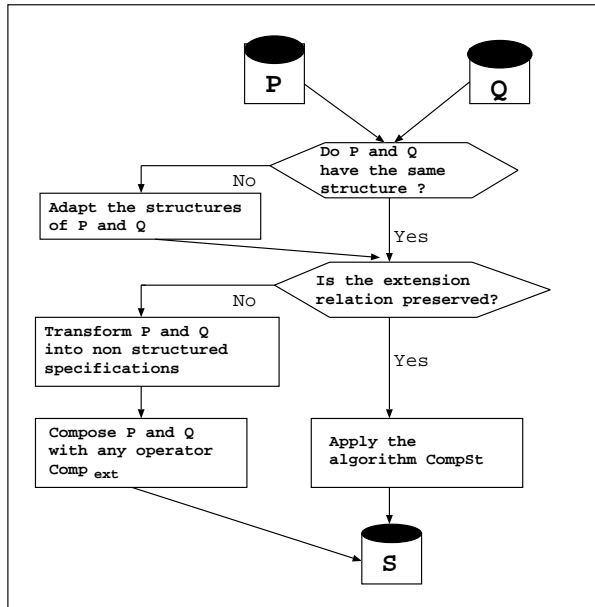 P
Q
Do P and Q
have the same
structure ?
No
Adapt the structures
of P and Q
Yes
Is the extension
relation preserved?
No
Transform P and Q
into non structured
specifications
Yes
Compose P and Q
with any operator
Comp ext
Apply the
algorithm CompSt
S